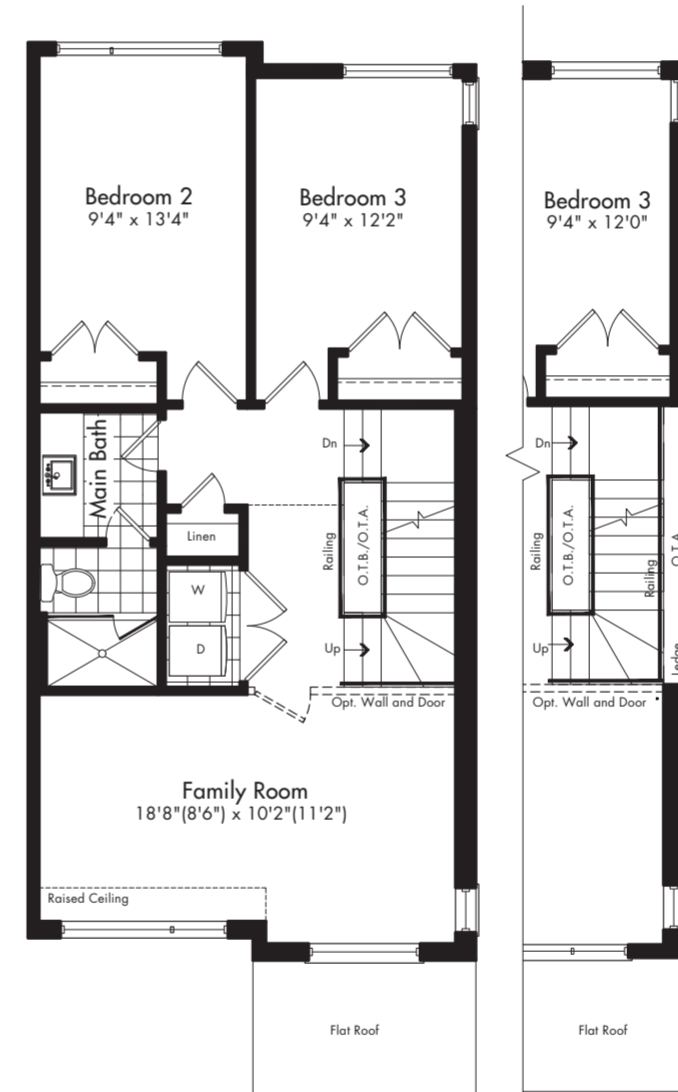 Bedroom 2
9'4" x 13'4"
Bedroom 3
9'4" x 12'2"
Main Bath
Linen
W
D
Dn
Railing
O.T.B./O.T.A.
Up
Opt. Wall and Door
Family Room
18'8"(8'6") x 10'2"(11'2")
Raised Ceiling
Flat Roof
Bedroom 3
9'4" x 12'0"
Dn
Railing
O.T.B./O.T.A.
Railing
Up
Opt. Wall and Door
Flat Roof